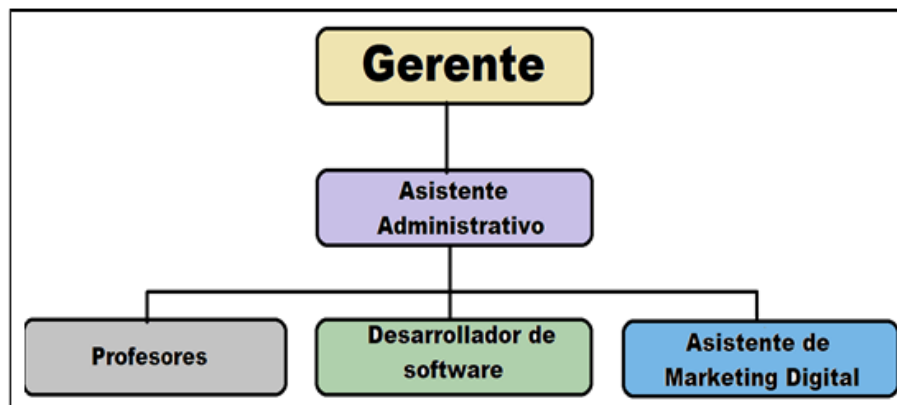 Gerente
Asistente
Administrativo
Profesores
Desarrollador de
software
Asistente de
Marketing Digital